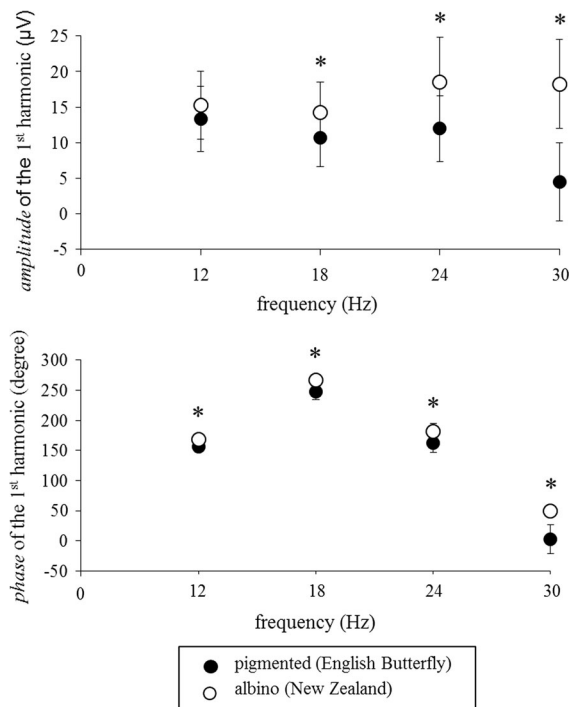 amplitude of the 1st harmonic (µV)
25
20
15
10
5
0
-5
* * *
0 12 18 24 30
frequency (Hz)
phase of the 1st harmonic (degree)
300
250
200
150
100
50
0
-50
* * * *
0 12 18 24 30
frequency (Hz)
pigmented (English Butterfly)
albino (New Zealand)